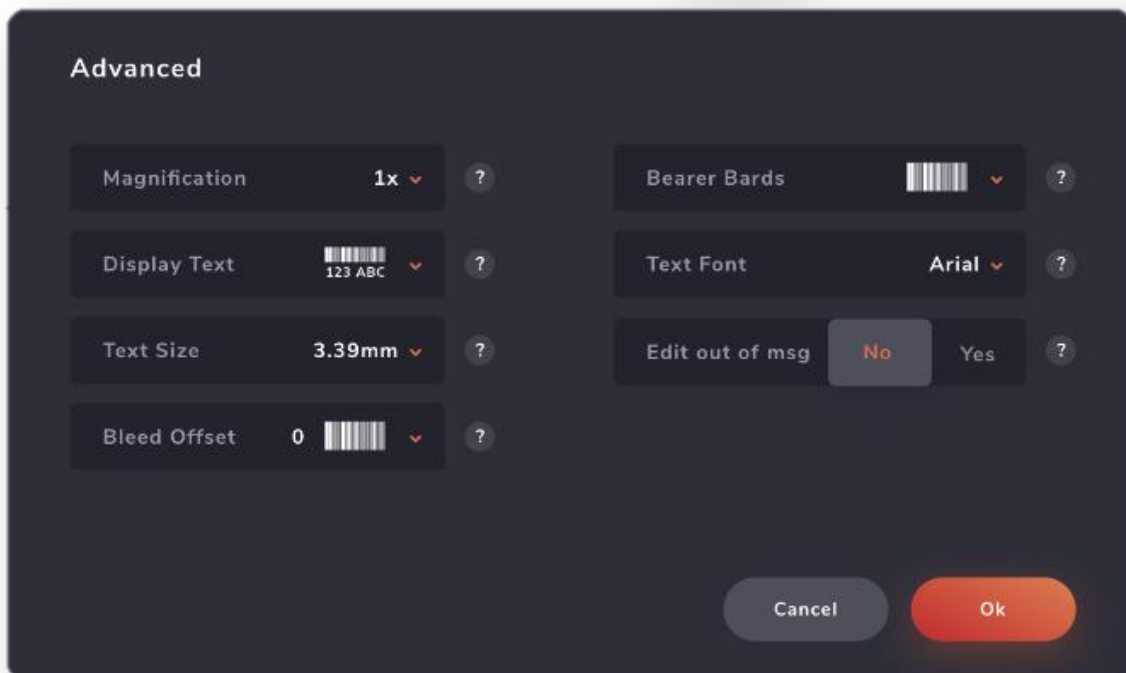 Advanced
Magnification 1x ?
Bearer Bards ?
Display Text 123 ABC ?
Text Font Arial ?
Text Size 3.39mm ?
Edit out of msg No Yes ?
Bleed Offset 0 ?
Cancel Ok